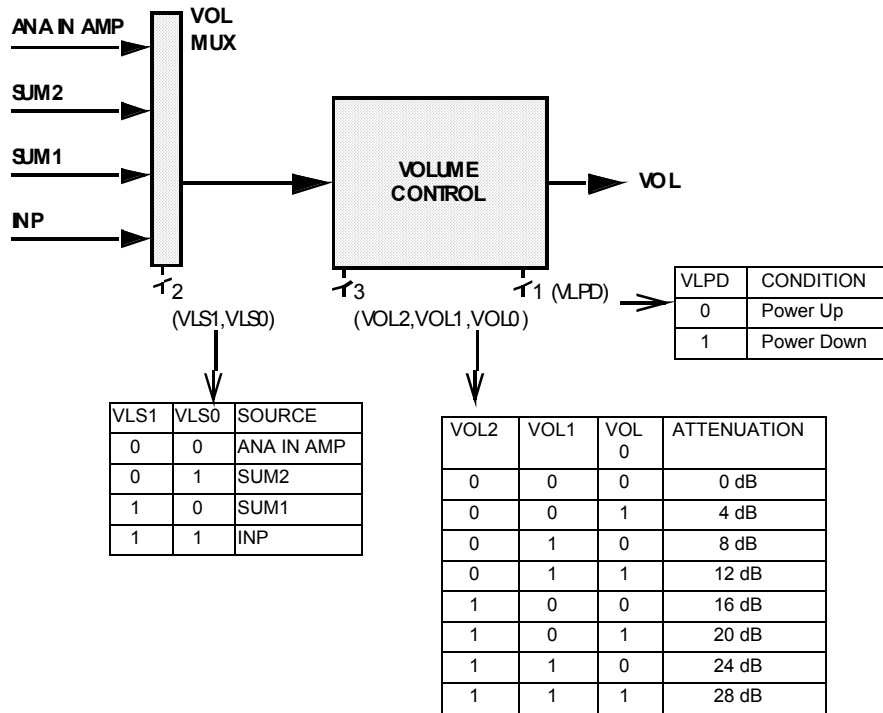 ANA IN AMP
VOL
MUX
SUM2
SUM1
INP
VOLUME
CONTROL
VOL
2
(VLS1,VLS0)
3
(VOL2,VOL1,VOL0)
1 (VLPD)
VLPD CONDITION
0 Power Up
1 Power Down
VLS1 VLS0 SOURCE
0 0 ANA IN AMP
0 1 SUM2
1 0 SUM1
1 1 INP
VOL2 VOL1 VOL ATTENUATION
0
0 0 0 0 dB
0 0 1 4 dB
0 1 0 8 dB
0 1 1 12 dB
1 0 0 16 dB
1 0 1 20 dB
1 1 0 24 dB
1 1 1 28 dB